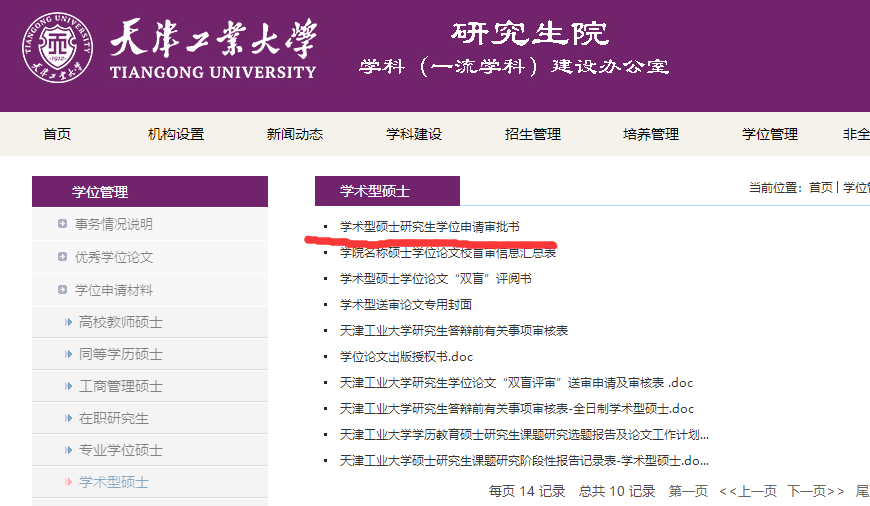 TIANGONG UNIVERSITY
天津工业大学
1912
天津工業大學
TIANGONG UNIVERSITY
研究生院
学科（一流学科）建设办公室
首页 机构设置 新闻动态 学科建设 招生管理 培养管理 学位管理 非全
学位管理
事务情况说明
优秀学位论文
学位申请材料
高校教师硕士
同等学历硕士
工商管理硕士
在职研究生
专业学位硕士
学术型硕士
学术型硕士
当前位置：首页 | 学位管
学术型硕士研究生学位申请审批书
学院名称硕士学位论文校盲审信息汇总表
学术型硕士学位论文“双盲”评阅书
学术型送审论文专用封面
天津工业大学研究生答辩前有关事项审核表
学位论文出版授权书.doc
天津工业大学研究生学位论文“双盲评审”送审申请及审核表 .doc
天津工业大学研究生答辩前有关事项审核表-全日制学术型硕士.doc
天津工业大学学历教育硕士研究生课题研究选题报告及论文工作计划...
天津工业大学硕士研究生课题研究阶段性报告记录表-学术型硕士.do...
每页 14 记录 总共 10 记录 第一页 <<上一页 下一页>> 尾